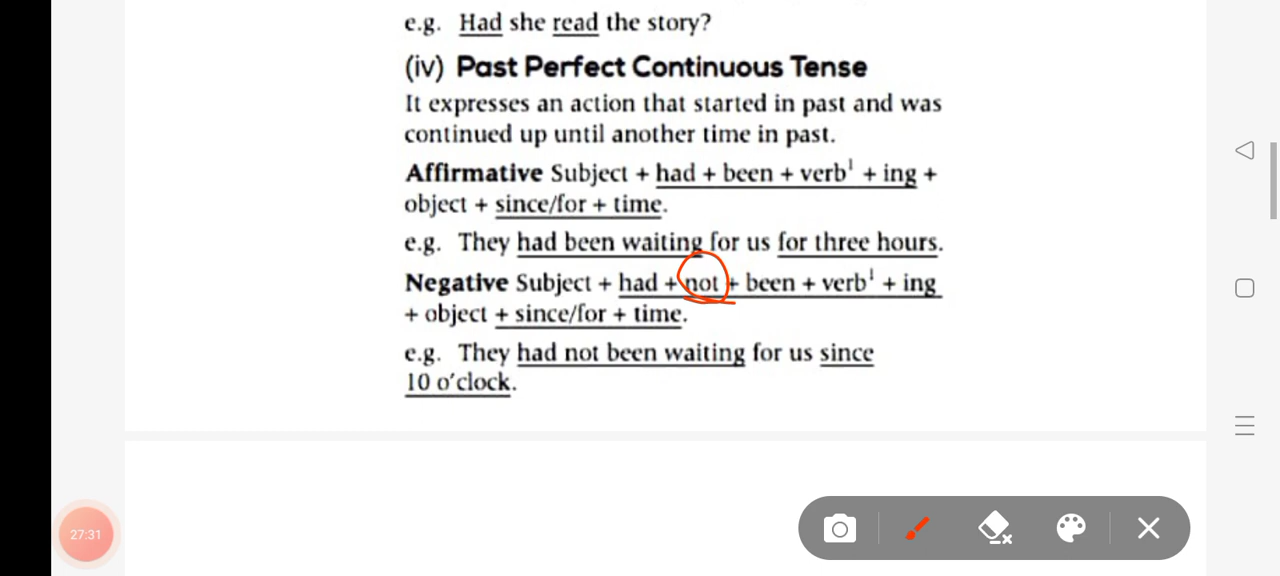 e.g. Had she read the story?
(iv) Past Perfect Continuous Tense
It expresses an action that started in past and was
continued up until another time in past.
Affirmative Subject + had + been + verb¹ + ing +
object + since/for + time.
e.g. They had been waiting for us for three hours.
Negative Subject + had + not + been + verb¹ + ing
+ object + since/for + time.
e.g. They had not been waiting for us since
10 o'clock.
27:31